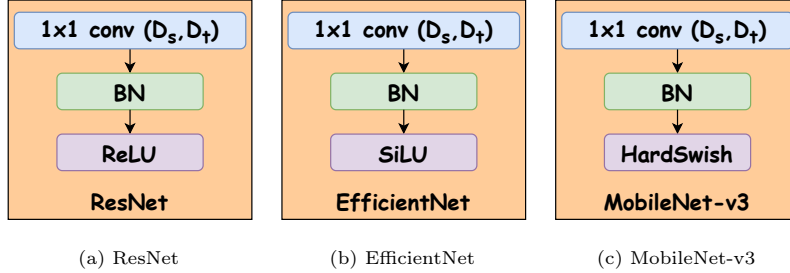 1x1 conv (Dₛ,Dₜ)
BN
ReLU
ResNet
(a) ResNet
1x1 conv (Dₛ,Dₜ)
BN
SiLU
EfficientNet
(b) EfficientNet
1x1 conv (Dₛ,Dₜ)
BN
HardSwish
MobileNet-v3
(c) MobileNet-v3